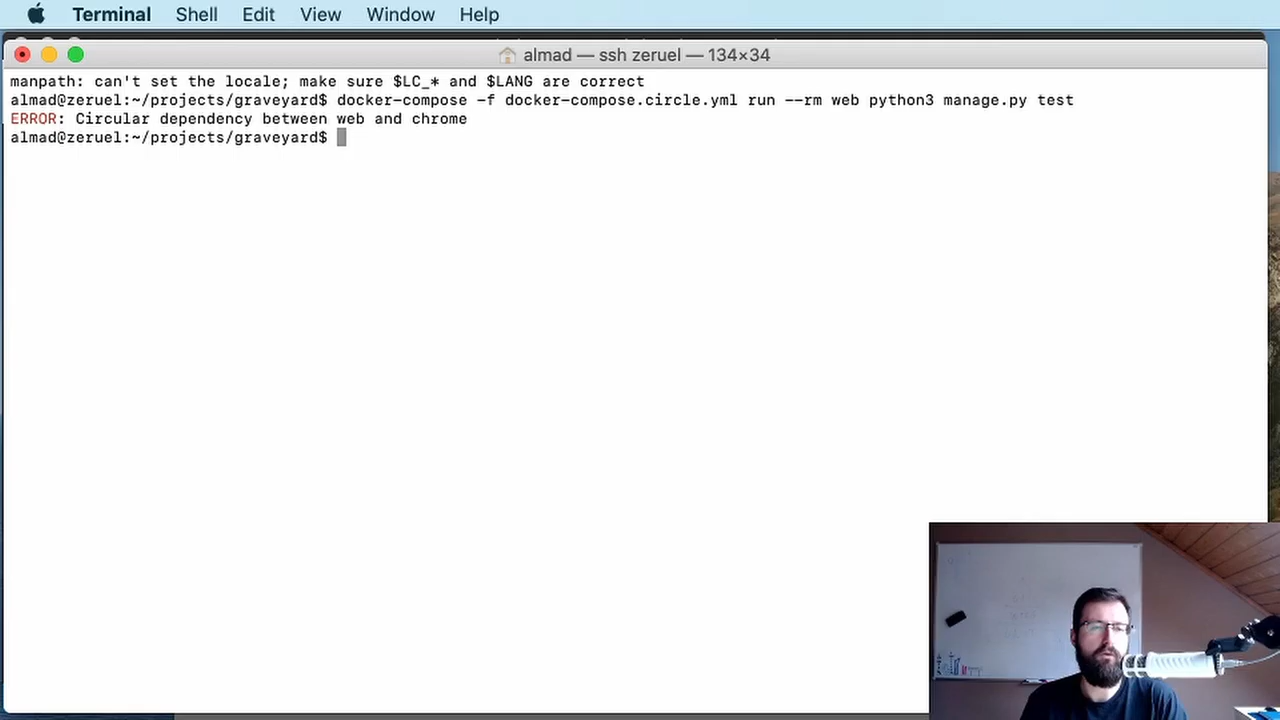 Terminal Shell Edit View Window Help
almad — ssh zeruel — 134×34
manpath: can't set the locale; make sure $LC_* and $LANG are correct
almad@zeruel:~/projects/graveyard$ docker-compose -f docker-compose.circle.yml run --rm web python3 manage.py test
ERROR: Circular dependency between web and chrome
almad@zeruel:~/projects/graveyard$